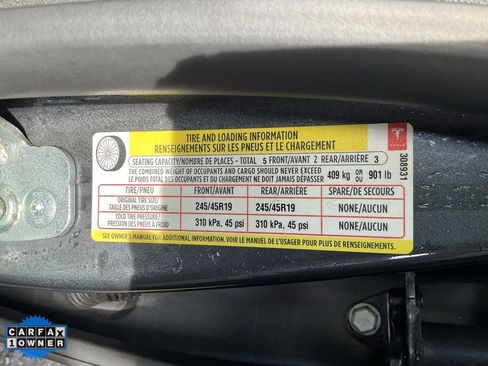 TIRE AND LOADING INFORMATION
RENSEIGNEMENTS SUR LES PNEUS ET LE CHARGEMENT
SEATING CAPACITY/NOMBRE DE PLACES - TOTAL 5 FRONT/AVANT 2 REAR/ARRIÈRE 3
THE COMBINED WEIGHT OF OCCUPANTS AND CARGO SHOULD NEVER EXCEED
LE POIDS TOTAL DES OCCUPANTS ET DU CHARGEMENT NE DOIT JAMAIS DÉPASSER 409 kg OR OU 901 lb
TIRE/PNEU FRONT/AVANT REAR/ARRIÈRE SPARE/DE SECOURS
ORIGINAL TIRE SIZE/
TAILLE DES PNEUS D'ORIGINE 245/45R19 245/45R19 NONE/AUCUN
COLD TIRE PRESSURE/
PRESSION DES PNEUS À FROID 310 kPa, 45 psi 310 kPa, 45 psi NONE/AUCUN
SEE OWNER'S MANUAL FOR ADDITIONAL INFORMATION. VOIR LE MANUEL DE L'USAGER POUR PLUS D'INFORMATION.
TESLA
308931
CARFAX
1 OWNER